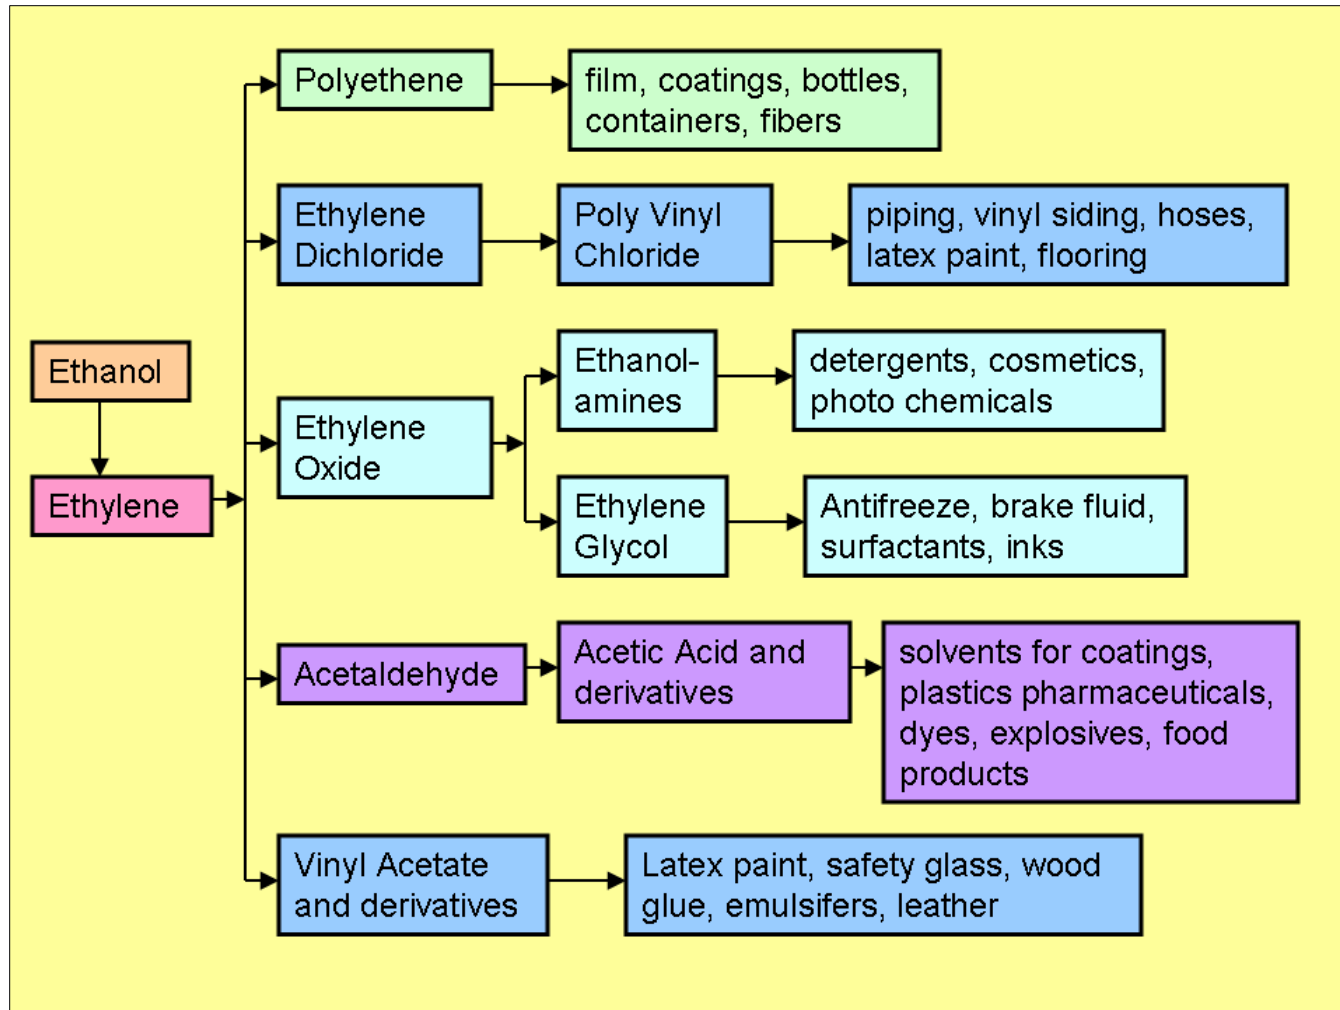 Polyethene
film, coatings, bottles,
containers, fibers
Ethylene
Dichloride
Poly Vinyl
Chloride
piping, vinyl siding, hoses,
latex paint, flooring
Ethanol
Ethylene
Ethylene
Oxide
Ethanol-
amines
detergents, cosmetics,
photo chemicals
Ethylene
Glycol
Antifreeze, brake fluid,
surfactants, inks
Acetaldehyde
Acetic Acid and
derivatives
solvents for coatings,
plastics pharmaceuticals,
dyes, explosives, food
products
Vinyl Acetate
and derivatives
Latex paint, safety glass, wood
glue, emulsifers, leather